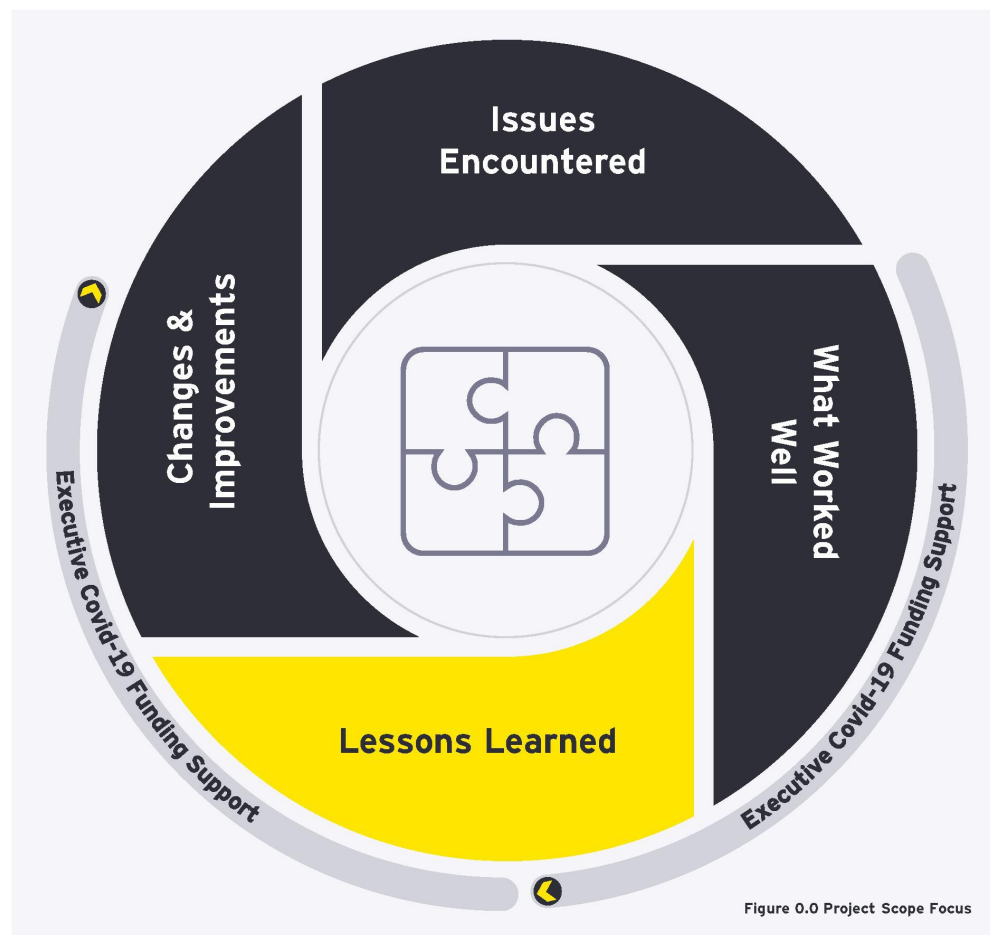 Issues
Encountered
What Worked
Well
Lessons Learned
Changes &
Improvements
Executive Covid-19 Funding Support
Executive Covid-19 Funding Support
Figure 0.0 Project Scope Focus